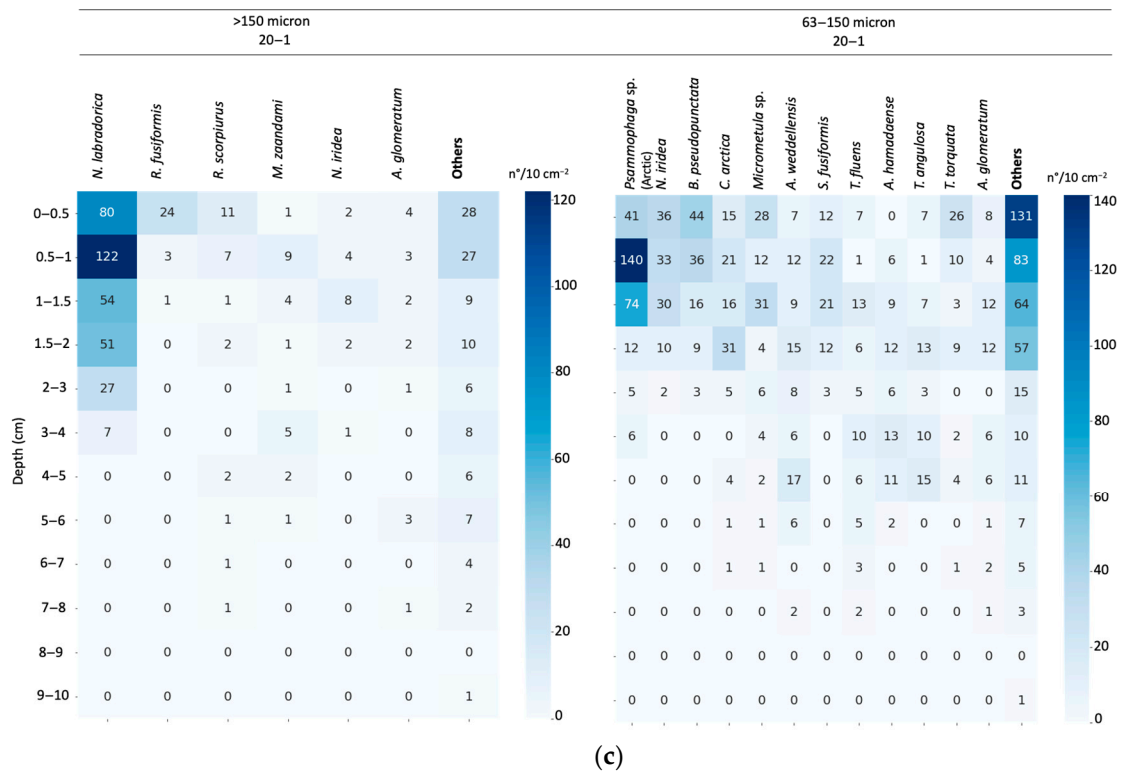 >150 micron
20–1
63–150 micron
20–1
N. labradorica
R. fusiformis
R. scorpiurus
M. zaandami
N. iridea
A. glomeratum
Others
n°/10 cm⁻²
Psammophaga sp.
(Arctic)
N. iridea
B. pseudopunctata
C. arctica
Micrometula sp.
A. weddellensis
S. fusiformis
T. fluens
A. hamadaense
T. angulosa
T. torquata
A. glomeratum
Others
n°/10 cm⁻²
Depth (cm)
0–0.5 80 24 11 1 2 4 28
0.5–1 122 3 7 9 4 3 27
1–1.5 54 1 1 4 8 2 9
1.5–2 51 0 2 1 2 2 10
2–3 27 0 0 1 0 1 6
3–4 7 0 0 5 1 0 8
4–5 0 0 2 2 0 0 6
5–6 0 0 1 1 0 3 7
6–7 0 0 1 0 0 0 4
7–8 0 0 1 0 0 1 2
8–9 0 0 0 0 0 0 0
9–10 0 0 0 0 0 0 1
120
100
80
60
40
20
0
41 36 44 15 28 7 12 7 0 7 26 8 131
140 33 36 21 12 12 22 1 6 1 10 4 83
74 30 16 16 31 9 21 13 9 7 3 12 64
12 10 9 31 4 15 12 6 12 13 9 12 57
5 2 3 5 6 8 3 5 6 3 0 0 15
6 0 0 0 4 6 0 10 13 10 2 6 10
0 0 0 4 2 17 0 6 11 15 4 6 11
0 0 0 1 1 6 0 5 2 0 0 1 7
0 0 0 1 1 0 0 3 0 0 1 2 5
0 0 0 0 0 2 0 2 0 0 0 1 3
0 0 0 0 0 0 0 0 0 0 0 0 0
0 0 0 0 0 0 0 0 0 0 0 0 1
140
120
100
80
60
40
20
0
(c)